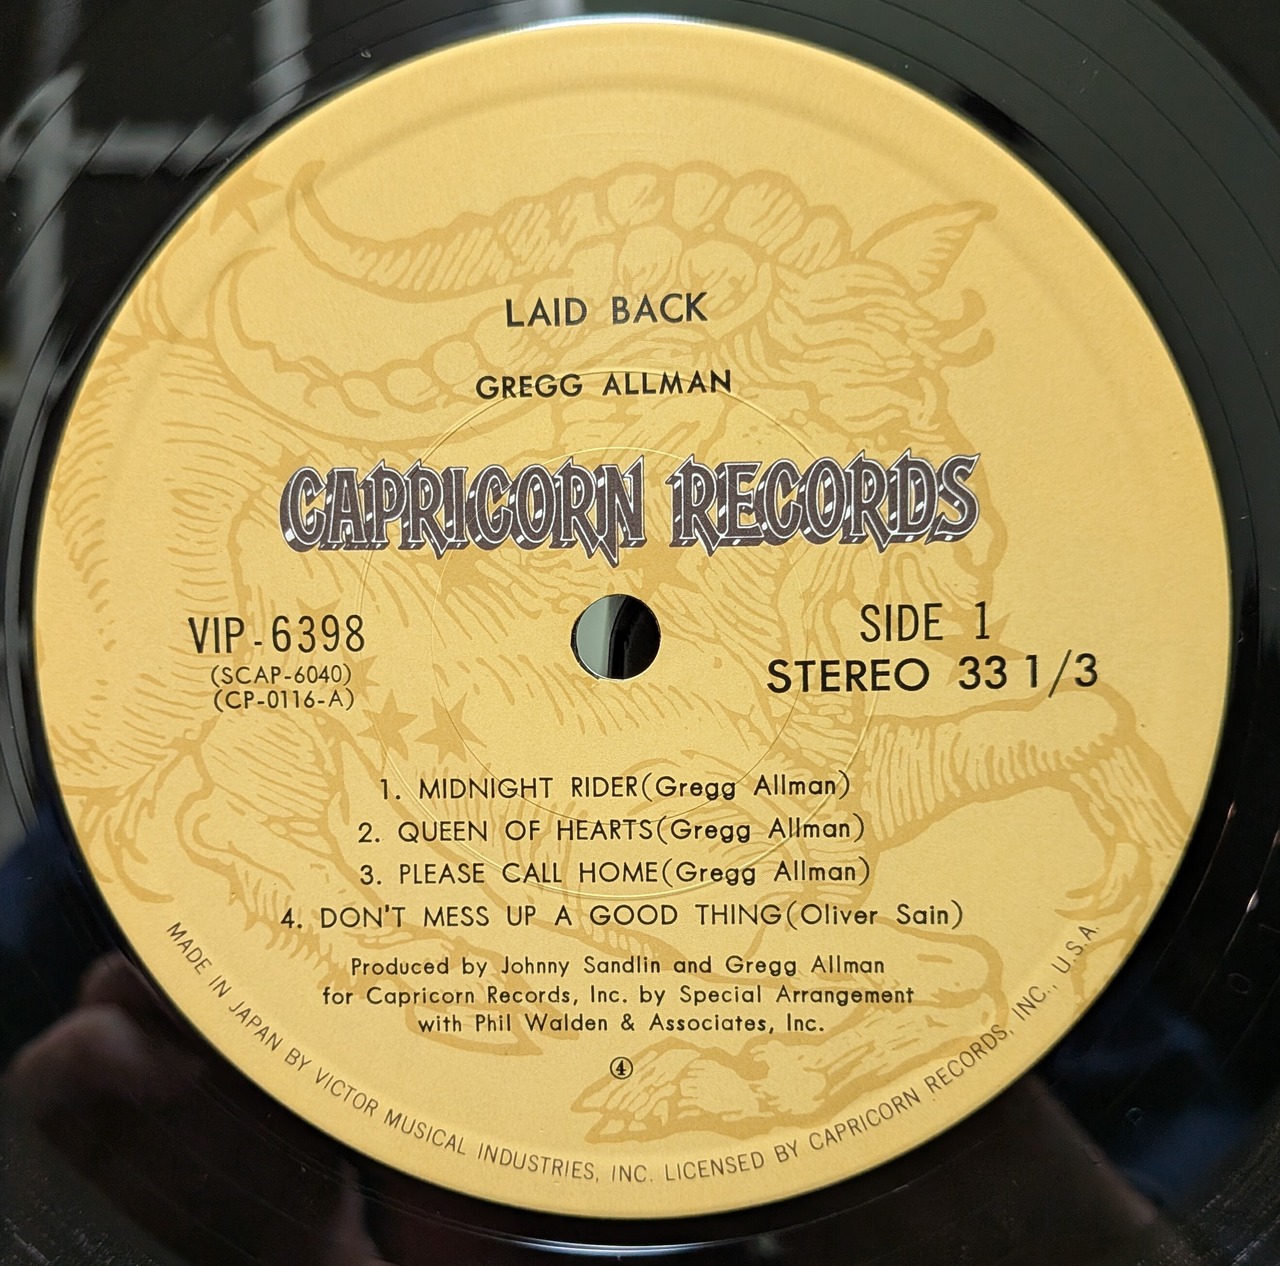 LAID BACK
GREGG ALLMAN
CAPRICORN RECORDS
VIP-6398
(SCAP-6040)
(CP-0116-A)
SIDE 1
STEREO 33 1/3
1. MIDNIGHT RIDER(Gregg Allman)
2. QUEEN OF HEARTS(Gregg Allman)
3. PLEASE CALL HOME(Gregg Allman)
4. DON'T MESS UP A GOOD THING(Oliver Sain)
Produced by Johnny Sandlin and Gregg Allman
for Capricorn Records, Inc. by Special Arrangement
with Phil Walden & Associates, Inc.
④
MADE IN JAPAN BY VICTOR MUSICAL INDUSTRIES, INC. LICENSED BY CAPRICORN RECORDS, INC., U.S.A.